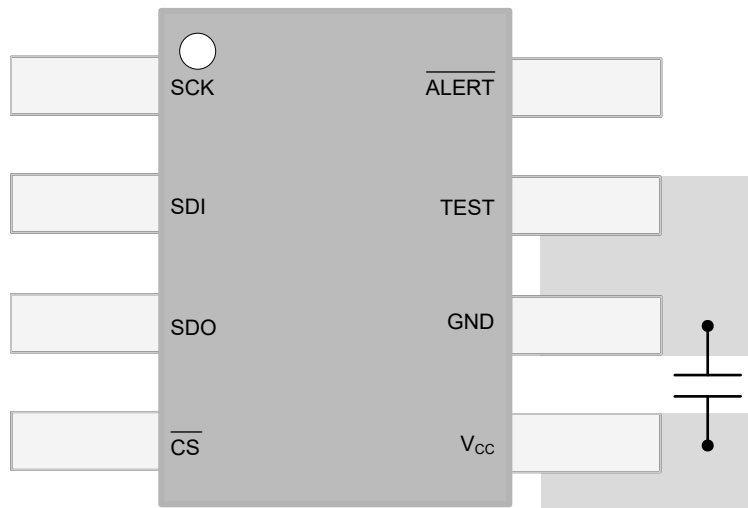 SCK
ALERT
SDI
TEST
SDO
GND
CS
VCC